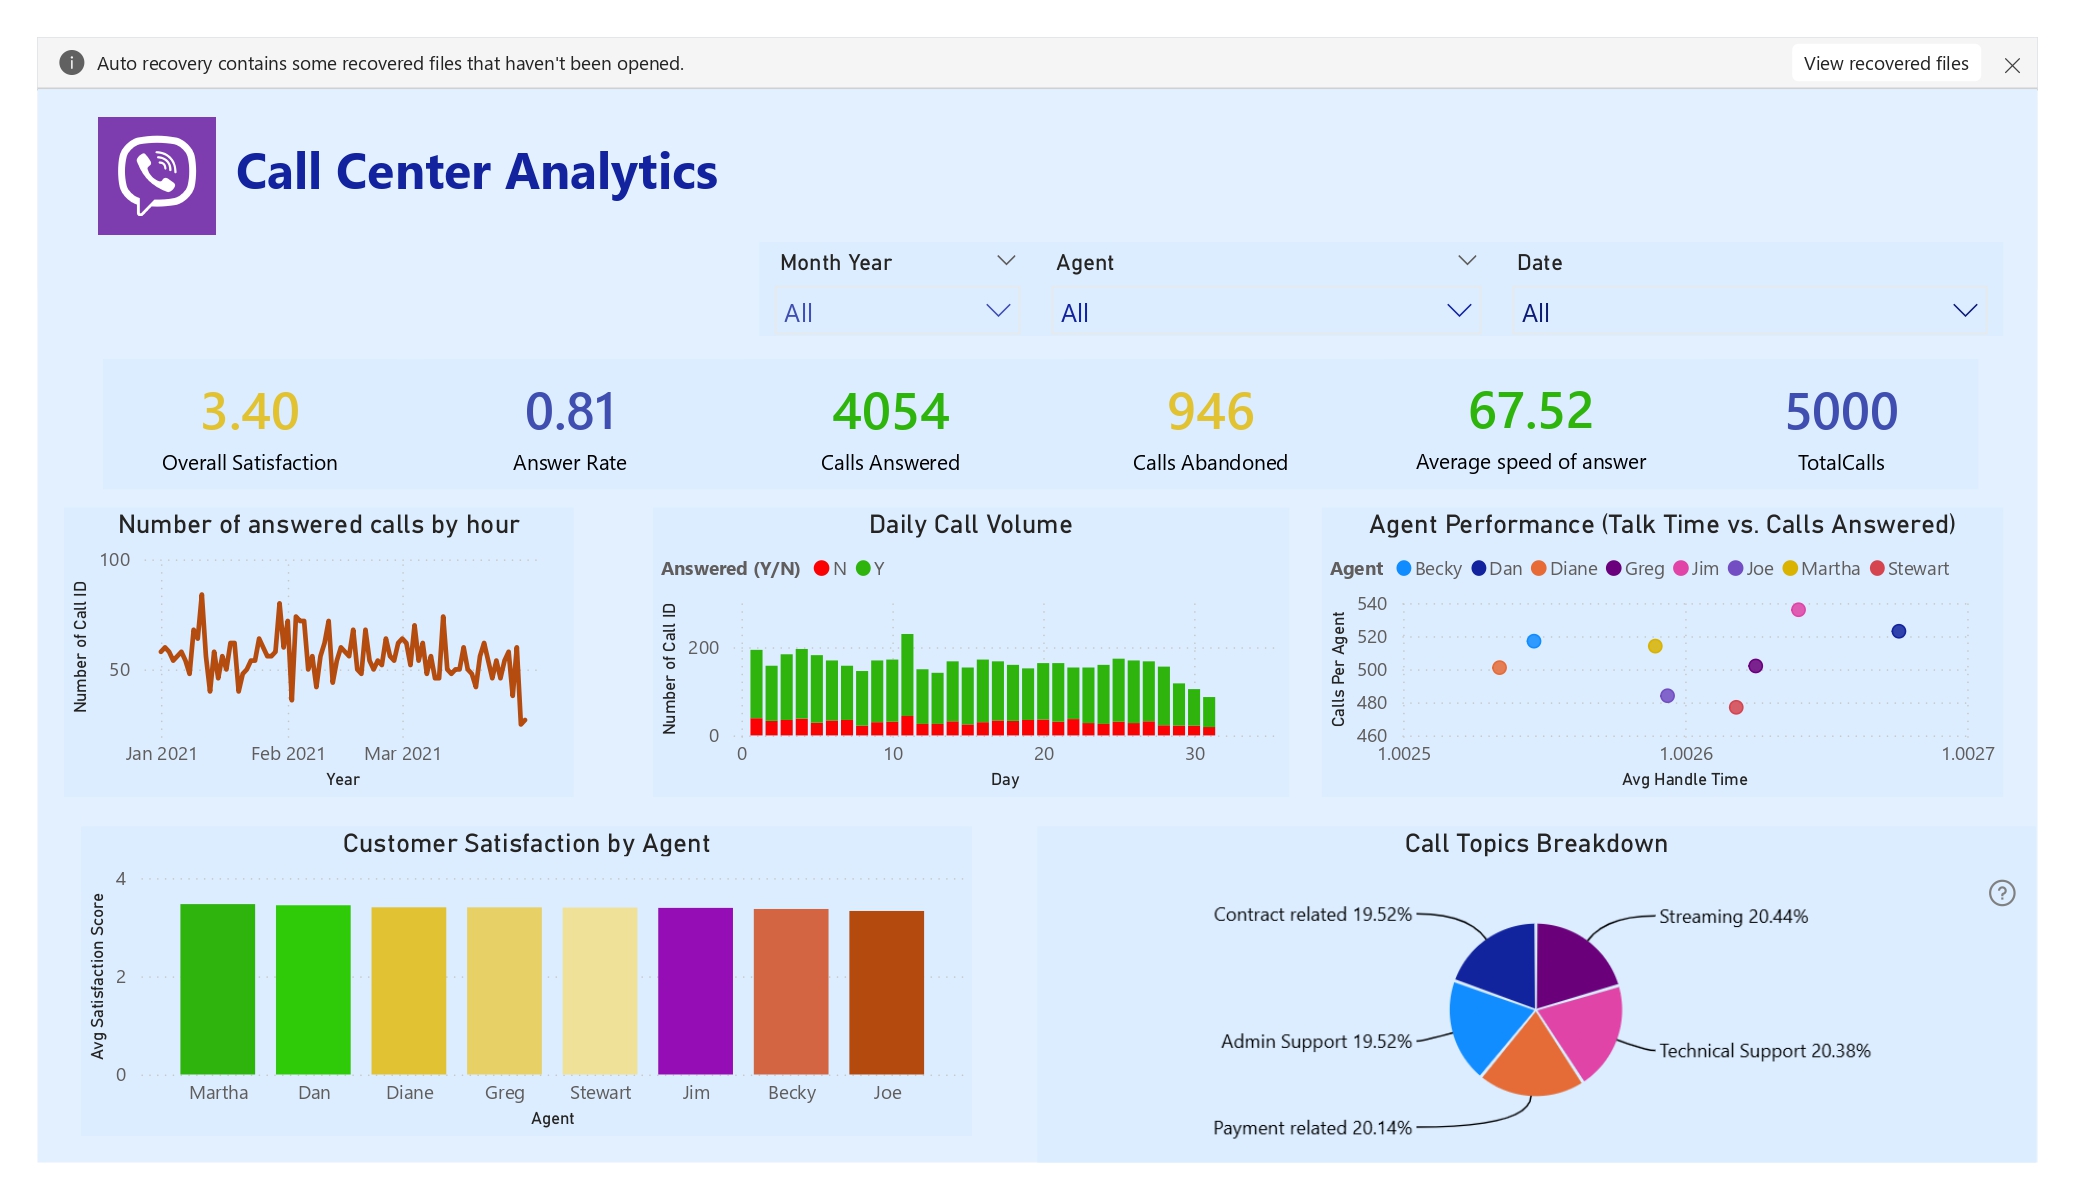 Auto recovery contains some recovered files that haven't been opened.
View recovered files
Call Center Analytics
Month Year
Agent
Date
All
All
All
3.40
0.81
4054
946
67.52
5000
Overall Satisfaction
Answer Rate
Calls Answered
Calls Abandoned
Average speed of answer
TotalCalls
Number of answered calls by hour
100
50
Number of Call ID
Jan 2021
Feb 2021
Mar 2021
Year
Daily Call Volume
Answered (Y/N) N Y
200
0
Number of Call ID
0
10
20
30
Day
Agent Performance (Talk Time vs. Calls Answered)
Agent Becky Dan Diane Greg Jim Joe Martha Stewart
540
520
500
480
460
Calls Per Agent
1.0025
1.0026
1.0027
Avg Handle Time
Customer Satisfaction by Agent
4
2
0
Avg Satisfaction Score
Martha
Dan
Diane
Greg
Stewart
Jim
Becky
Joe
Agent
Call Topics Breakdown
?
Contract related 19.52%
Streaming 20.44%
Admin Support 19.52%
Technical Support 20.38%
Payment related 20.14%